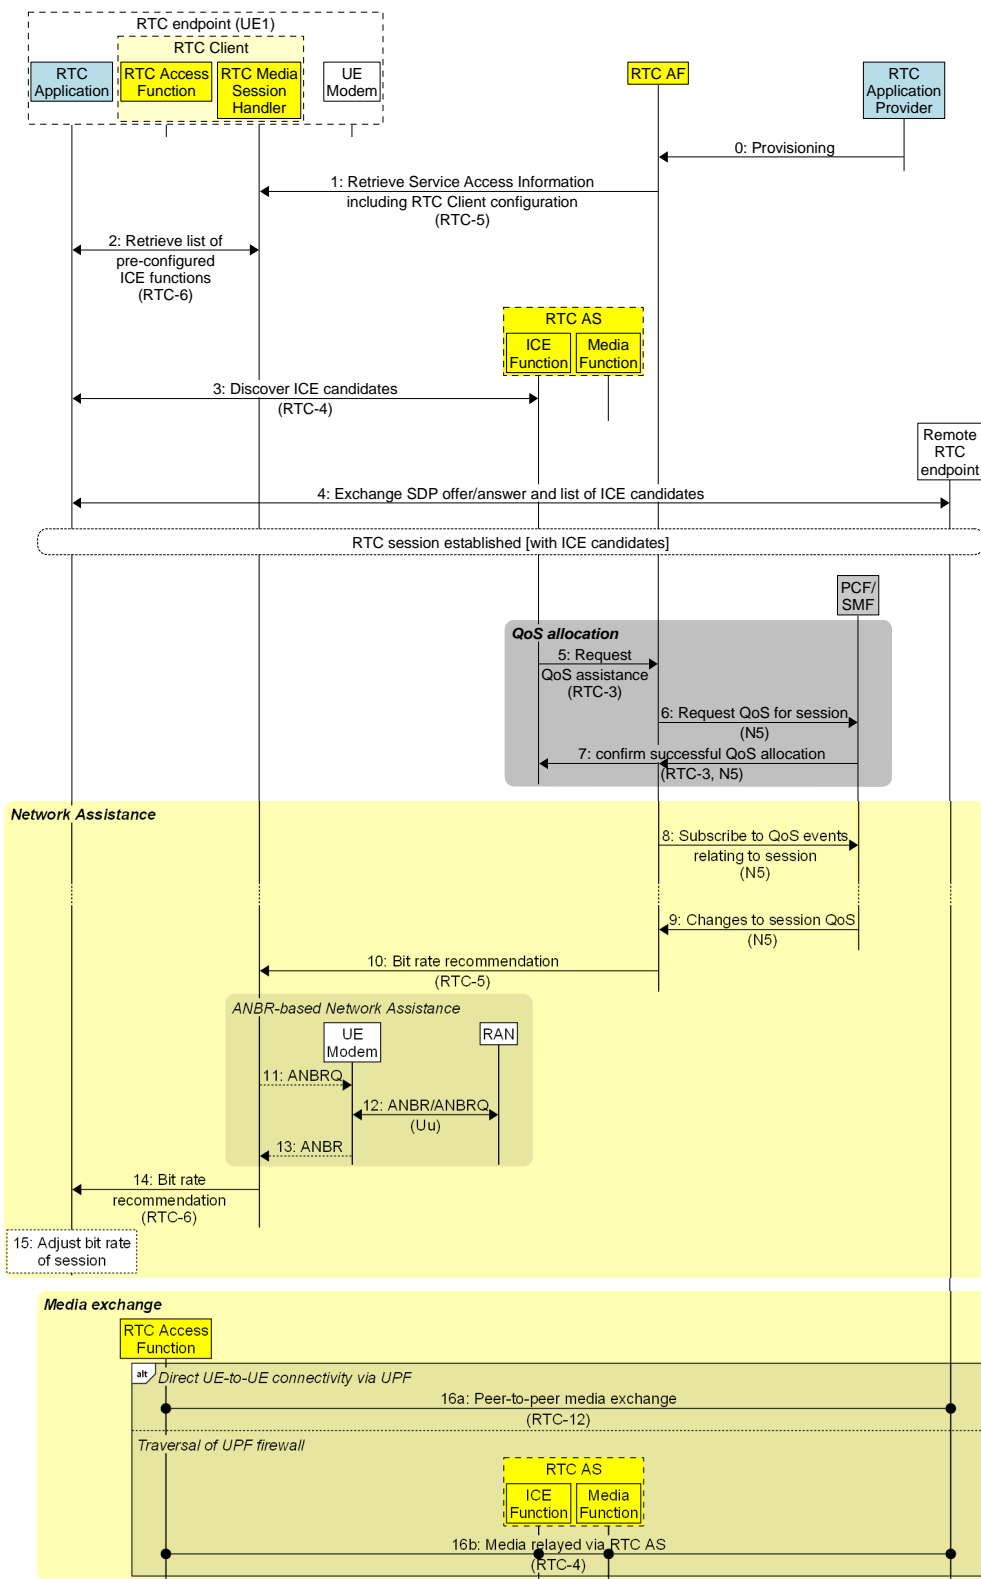 RTC endpoint (UE1)
RTC Client
RTC
Application
RTC Access
Function
RTC Media
Session
Handler
UE
Modem
RTC AF
RTC
Application
Provider
0: Provisioning
1: Retrieve Service Access Information
including RTC Client configuration
(RTC-5)
2: Retrieve list of
pre-configured
ICE functions
(RTC-6)
RTC AS
ICE
Function
Media
Function
3: Discover ICE candidates
(RTC-4)
Remote
RTC
endpoint
4: Exchange SDP offer/answer and list of ICE candidates
RTC session established [with ICE candidates]
PCF/
SMF
QoS allocation
5: Request
QoS assistance
(RTC-3)
6: Request QoS for session
(N5)
7: confirm successful QoS allocation
(RTC-3, N5)
Network Assistance
8: Subscribe to QoS events
relating to session
(N5)
9: Changes to session QoS
(N5)
10: Bit rate recommendation
(RTC-5)
ANBR-based Network Assistance
UE
Modem
RAN
11: ANBRQ
12: ANBR/ANBRQ
(Uu)
13: ANBR
14: Bit rate
recommendation
(RTC-6)
15: Adjust bit rate
of session
Media exchange
RTC Access
Function
alt
Direct UE-to-UE connectivity via UPF
16a: Peer-to-peer media exchange
(RTC-12)
Traversal of UPF firewall
RTC AS
ICE
Function
Media
Function
16b: Media relayed via RTC AS
(RTC-4)